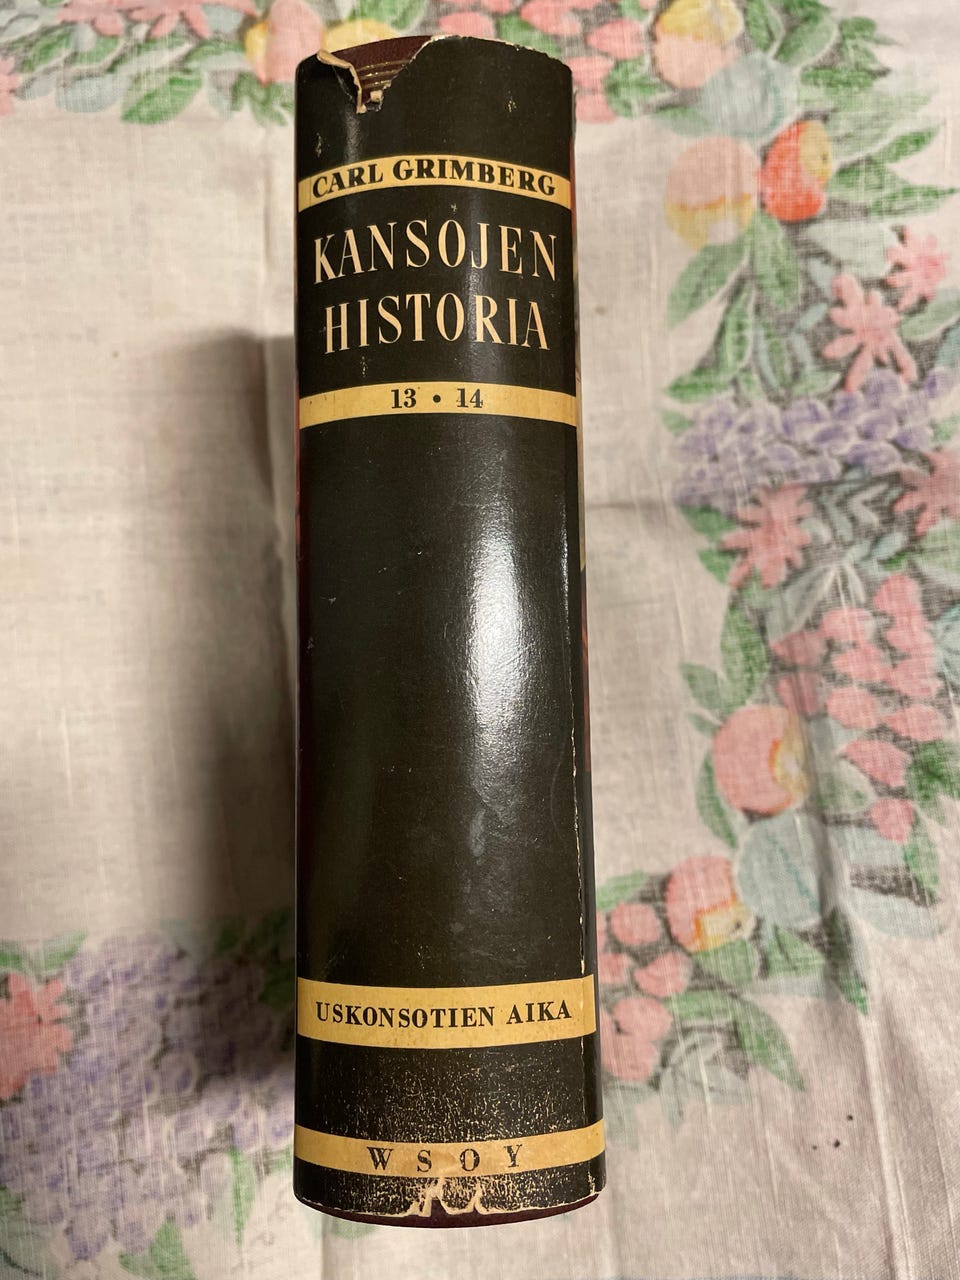 CARL GRIMBERG
KANSOJEN
HISTORIA
13 • 14
USKONSOTIEN AIKA
WSOY